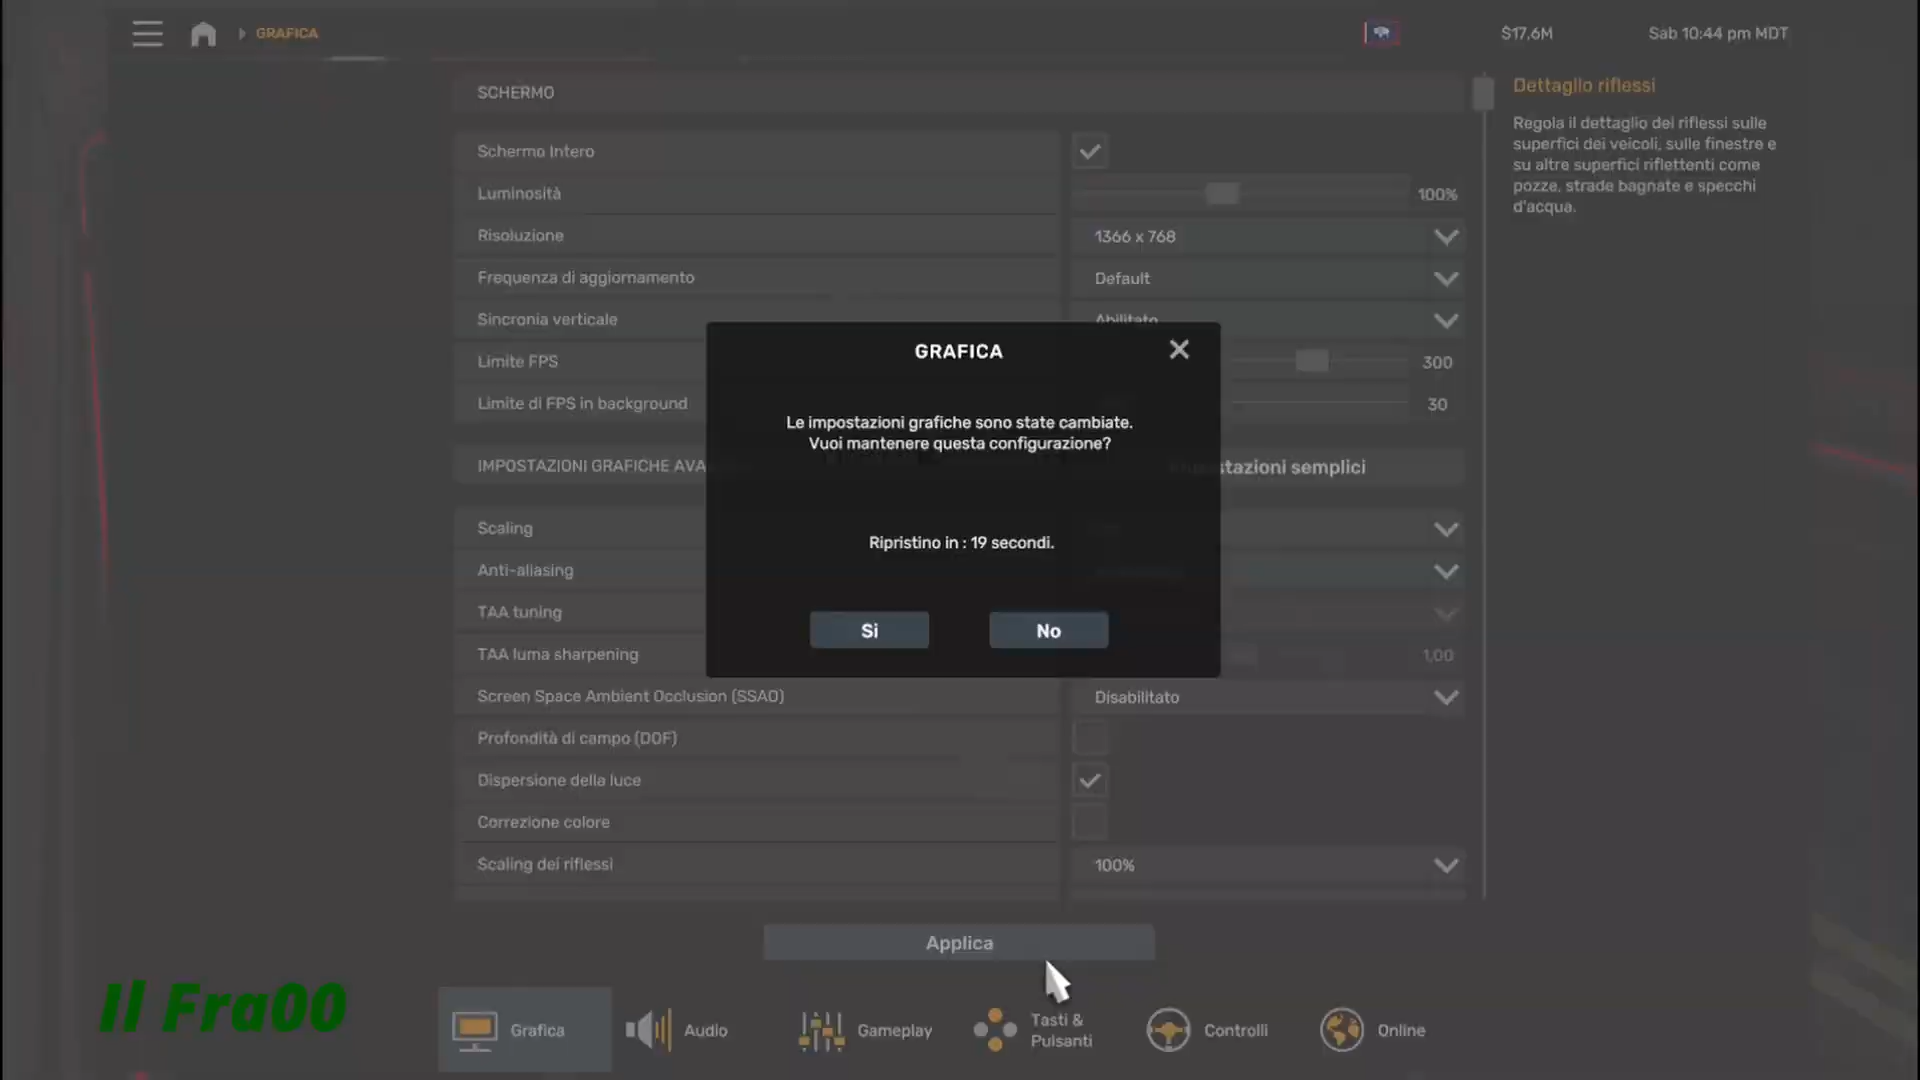 GRAFICA
$17,6M
Sab 10:44 pm MDT
SCHERMO
Schermo Intero
Luminosità
100%
Risoluzione
1366 x 768
Frequenza di aggiornamento
Default
Sincronia verticale
Abilitato
Limite FPS
300
Limite di FPS in background
30
IMPOSTAZIONI GRAFICHE AVA
stazioni semplici
Scaling
Anti-aliasing
TAA tuning
TAA luma sharpening
1,00
Screen Space Ambient Occlusion (SSAO)
Disabilitato
Profondità di campo (DOF)
Dispersione della luce
Correzione colore
Scaling dei riflessi
100%
Dettaglio riflessi
Regola il dettaglio dei riflessi sulle
superfici dei veicoli, sulle finestre e
su altre superfici riflettenti come
pozze, strade bagnate e specchi
d'acqua.
GRAFICA
Le impostazioni grafiche sono state cambiate.
Vuoi mantenere questa configurazione?
Ripristino in : 19 secondi.
Si
No
Applica
Il Fra00
Grafica
Audio
Gameplay
Tasti &
Pulsanti
Controlli
Online